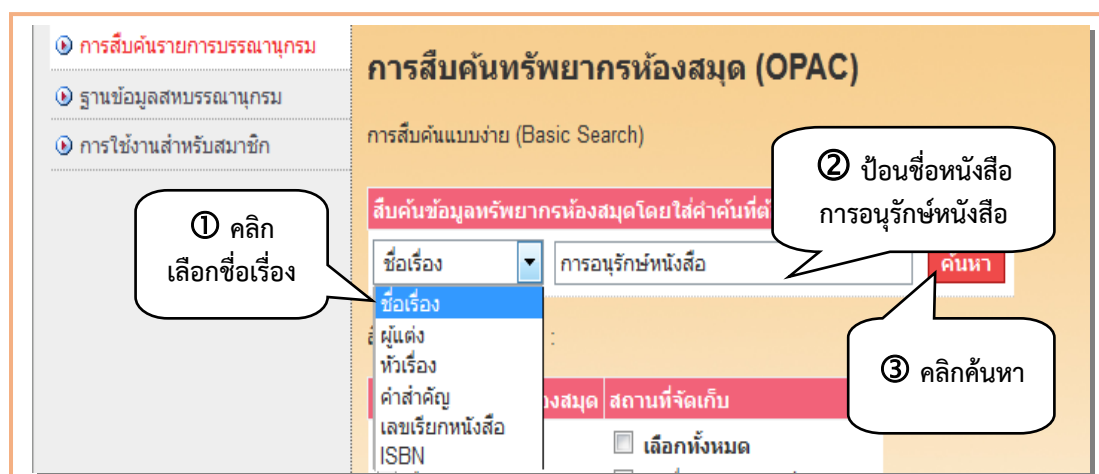 การสืบค้นรายการบรรณานุกรม
ฐานข้อมูลสหบรรณานุกรม
การใช้งานสำหรับสมาชิก
การสืบค้นทรัพยากรห้องสมุด (OPAC)
การสืบค้นแบบง่าย (Basic Search)
① คลิก
เลือกชื่อเรื่อง
② ป้อนชื่อหนังสือ
การอนุรักษ์หนังสือ
สืบค้นข้อมูลทรัพยากรห้องสมุดโดยใส่คำค้นที่
ชื่อเรื่อง การอนุรักษ์หนังสือ ค้นหา
ชื่อเรื่อง
ผู้แต่ง
หัวเรื่อง
คำสำคัญ
เลขเรียกหนังสือ
ISBN
:
③ คลิกค้นหา
งสมุด สถานที่จัดเก็บ
เลือกทั้งหมด